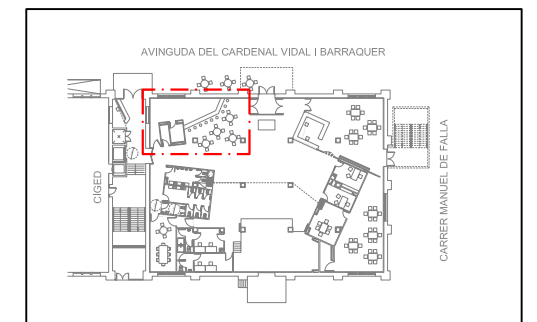 AVINGUDA DEL CARDENAL VIDAL I BARRAQUER
CIGED
CARRER MANUEL DE FALLA